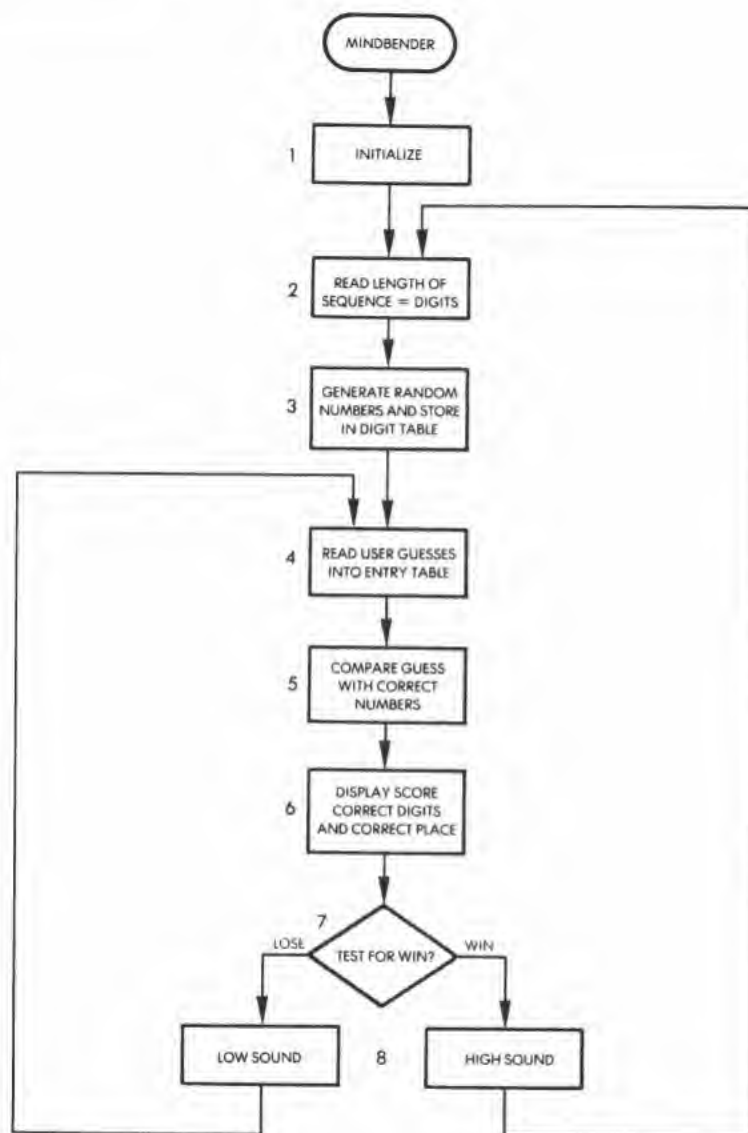 MINDBENDER
1
INITIALIZE
2
READ LENGTH OF
SEQUENCE = DIGITS
3
GENERATE RANDOM
NUMBERS AND STORE
IN DIGIT TABLE
4
READ USER GUESSES
INTO ENTRY TABLE
5
COMPARE GUESS
WITH CORRECT
NUMBERS
6
DISPLAY SCORE
CORRECT DIGITS
AND CORRECT PLACE
7
LOSE
TEST FOR WIN?
WIN
LOW SOUND
8
HIGH SOUND